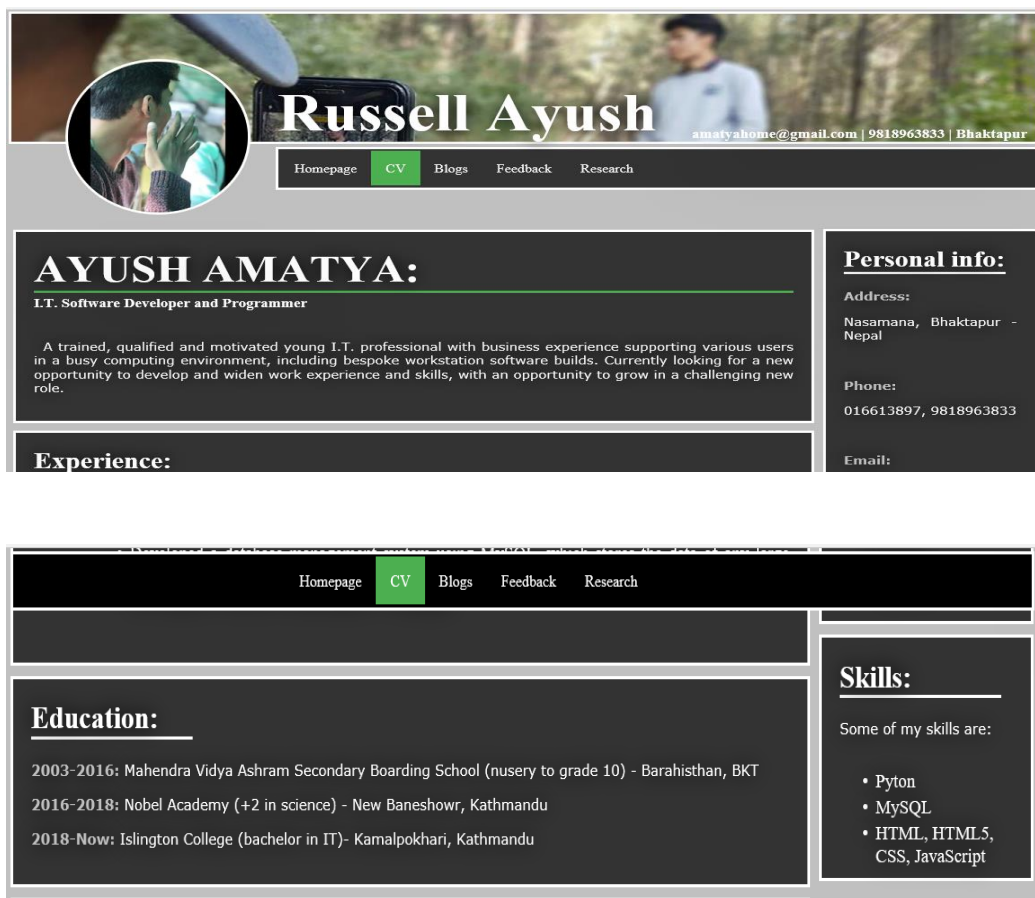 Russell Ayush
amatyahome@gmail.com | 9818963833 | Bhaktapur
Homepage CV Blogs Feedback Research
AYUSH AMATYA:
I.T. Software Developer and Programmer
A trained, qualified and motivated young I.T. professional with business experience supporting various users
in a busy computing environment, including bespoke workstation software builds. Currently looking for a new
opportunity to develop and widen work experience and skills, with an opportunity to grow in a challenging new
role.
Experience:
Personal info:
Address:
Nasamana, Bhaktapur -
Nepal
Phone:
016613897, 9818963833
Email:
Homepage CV Blogs Feedback Research
Education:
2003-2016: Mahendra Vidya Ashram Secondary Boarding School (nusery to grade 10) - Barahisthan, BKT
2016-2018: Nobel Academy (+2 in science) - New Baneshowr, Kathmandu
2018-Now: Islington College (bachelor in IT)- Kamalpokhari, Kathmandu
Skills:
Some of my skills are:
• Pyton
• MySQL
• HTML, HTML5,
CSS, JavaScript